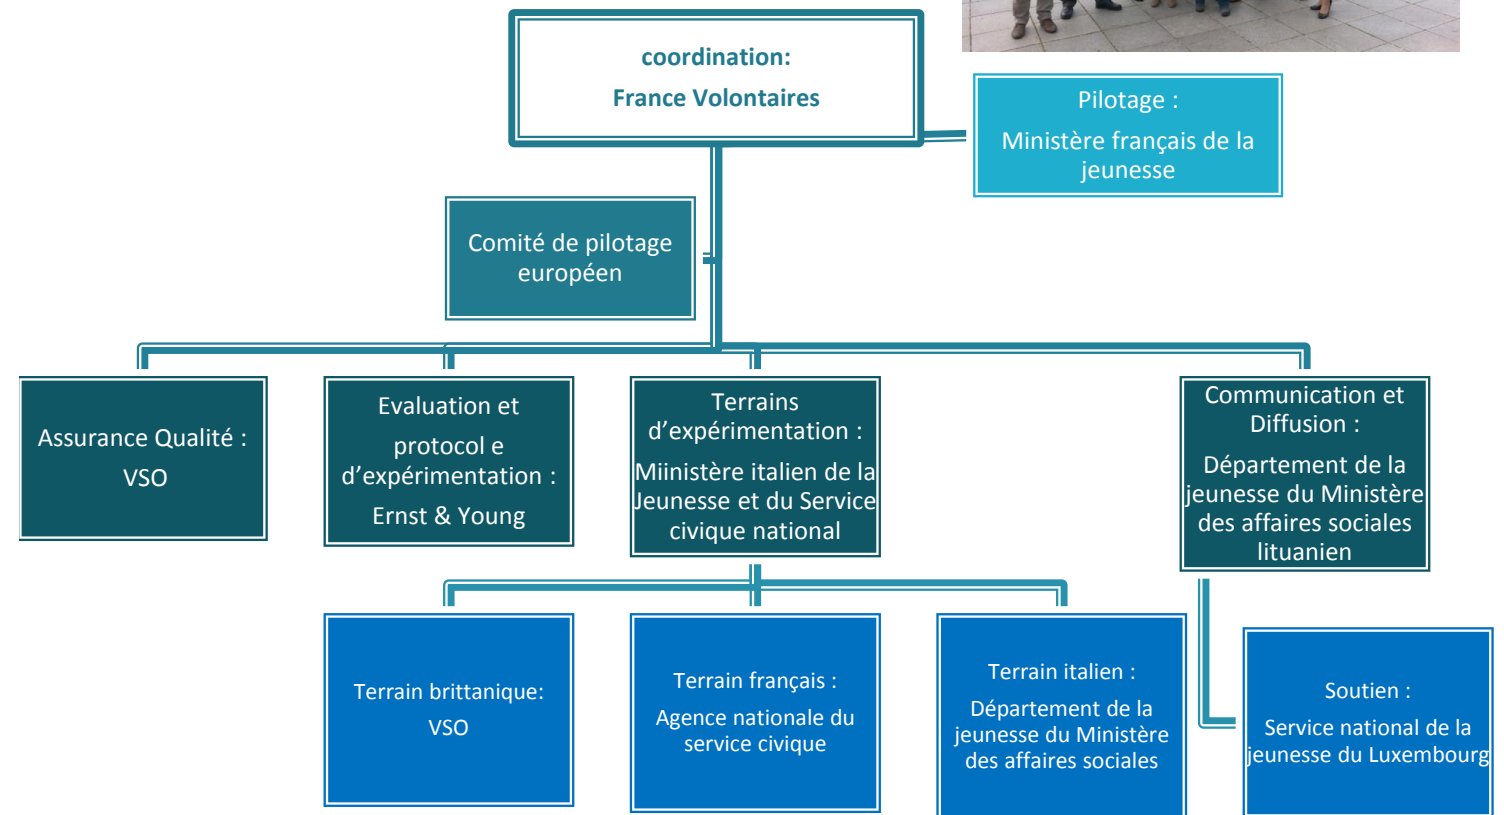 coordination:
France Volontaires
Pilotage :
Ministère français de la
jeunesse
Comité de pilotage
européen
Assurance Qualité :
VSO
Evaluation et
protocol e
d’expérimentation :
Ernst & Young
Terrains
d’expérimentation :
Miinistère italien de la
Jeunesse et du Service
civique national
Communication et
Diffusion :
Département de la
jeunesse du Ministère
des affaires sociales
lituanien
Terrain brittanique:
VSO
Terrain français :
Agence nationale du
service civique
Terrain italien :
Département de la
jeunesse du Ministère
des affaires sociales
Soutien :
Service national de la
jeunesse du Luxembourg